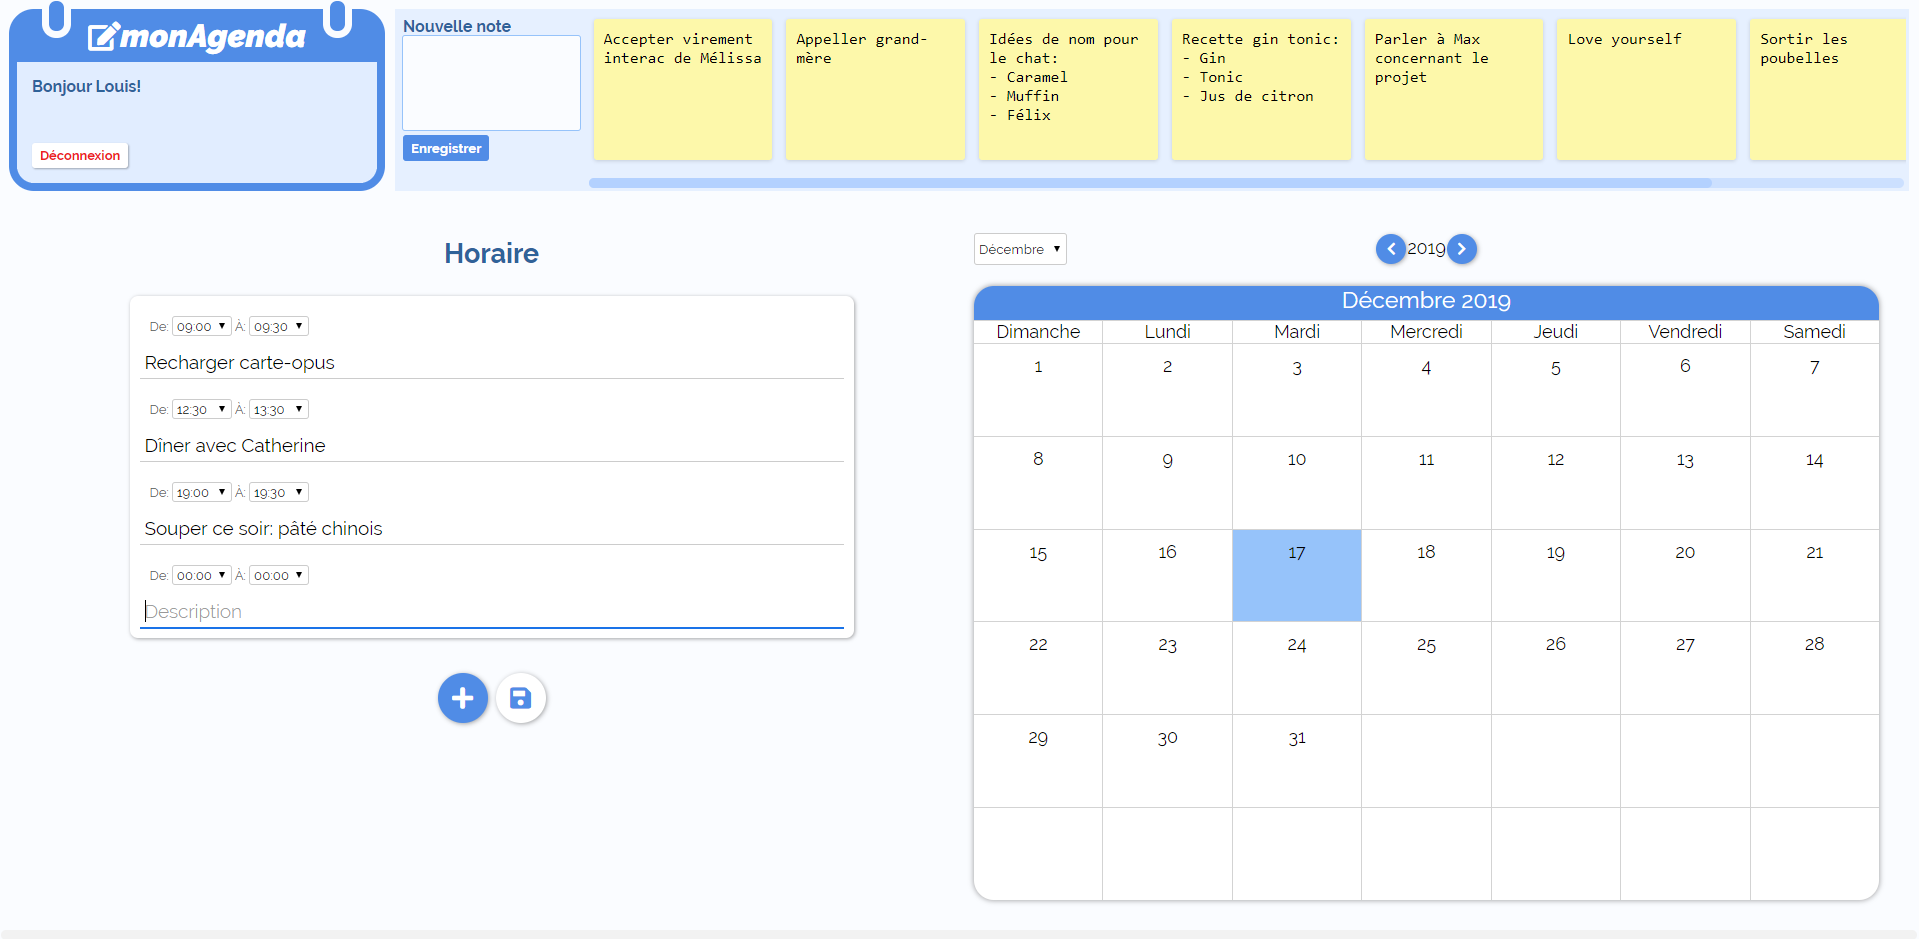 monAgenda
Bonjour Louis!
Déconnexion
Nouvelle note
Enregistrer
Accepter virement
interac de Mélissa
Appeller grand-
mère
Idées de nom pour
le chat:
- Caramel
- Muffin
- Félix
Recette gin tonic:
- Gin
- Tonic
- Jus de citron
Parler à Max
concernant le
projet
Love yourself
Sortir les
poubelles
Horaire
De: 09:00 À: 09:30
Recharger carte-opus
De: 12:30 À: 13:30
Dîner avec Catherine
De: 19:00 À: 19:30
Souper ce soir: pâté chinois
De: 00:00 À: 00:00
Description
Décembre
2019
Décembre 2019
Dimanche Lundi Mardi Mercredi Jeudi Vendredi Samedi
1 2 3 4 5 6 7
8 9 10 11 12 13 14
15 16 17 18 19 20 21
22 23 24 25 26 27 28
29 30 31